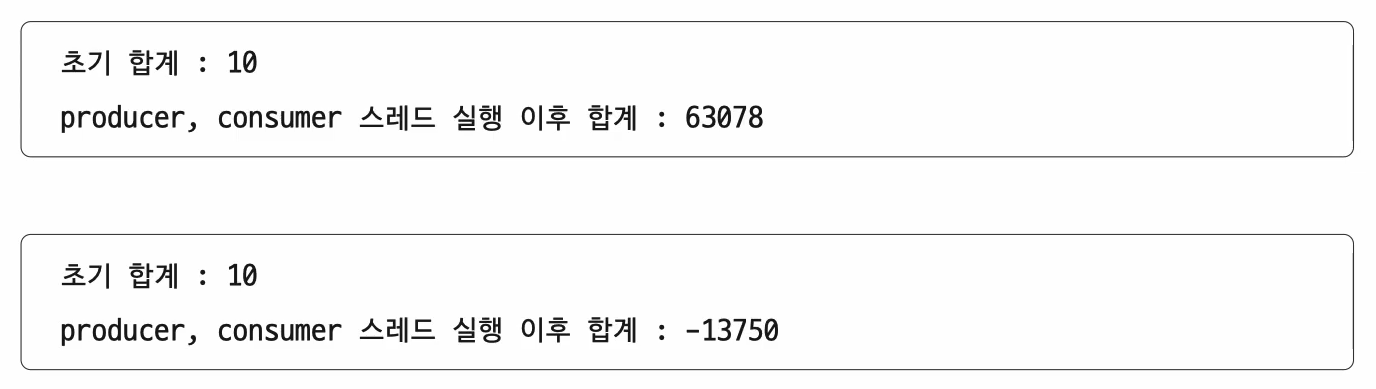 초기 합계 : 10
producer, consumer 스레드 실행 이후 합계 : 63078
초기 합계 : 10
producer, consumer 스레드 실행 이후 합계 : -13750